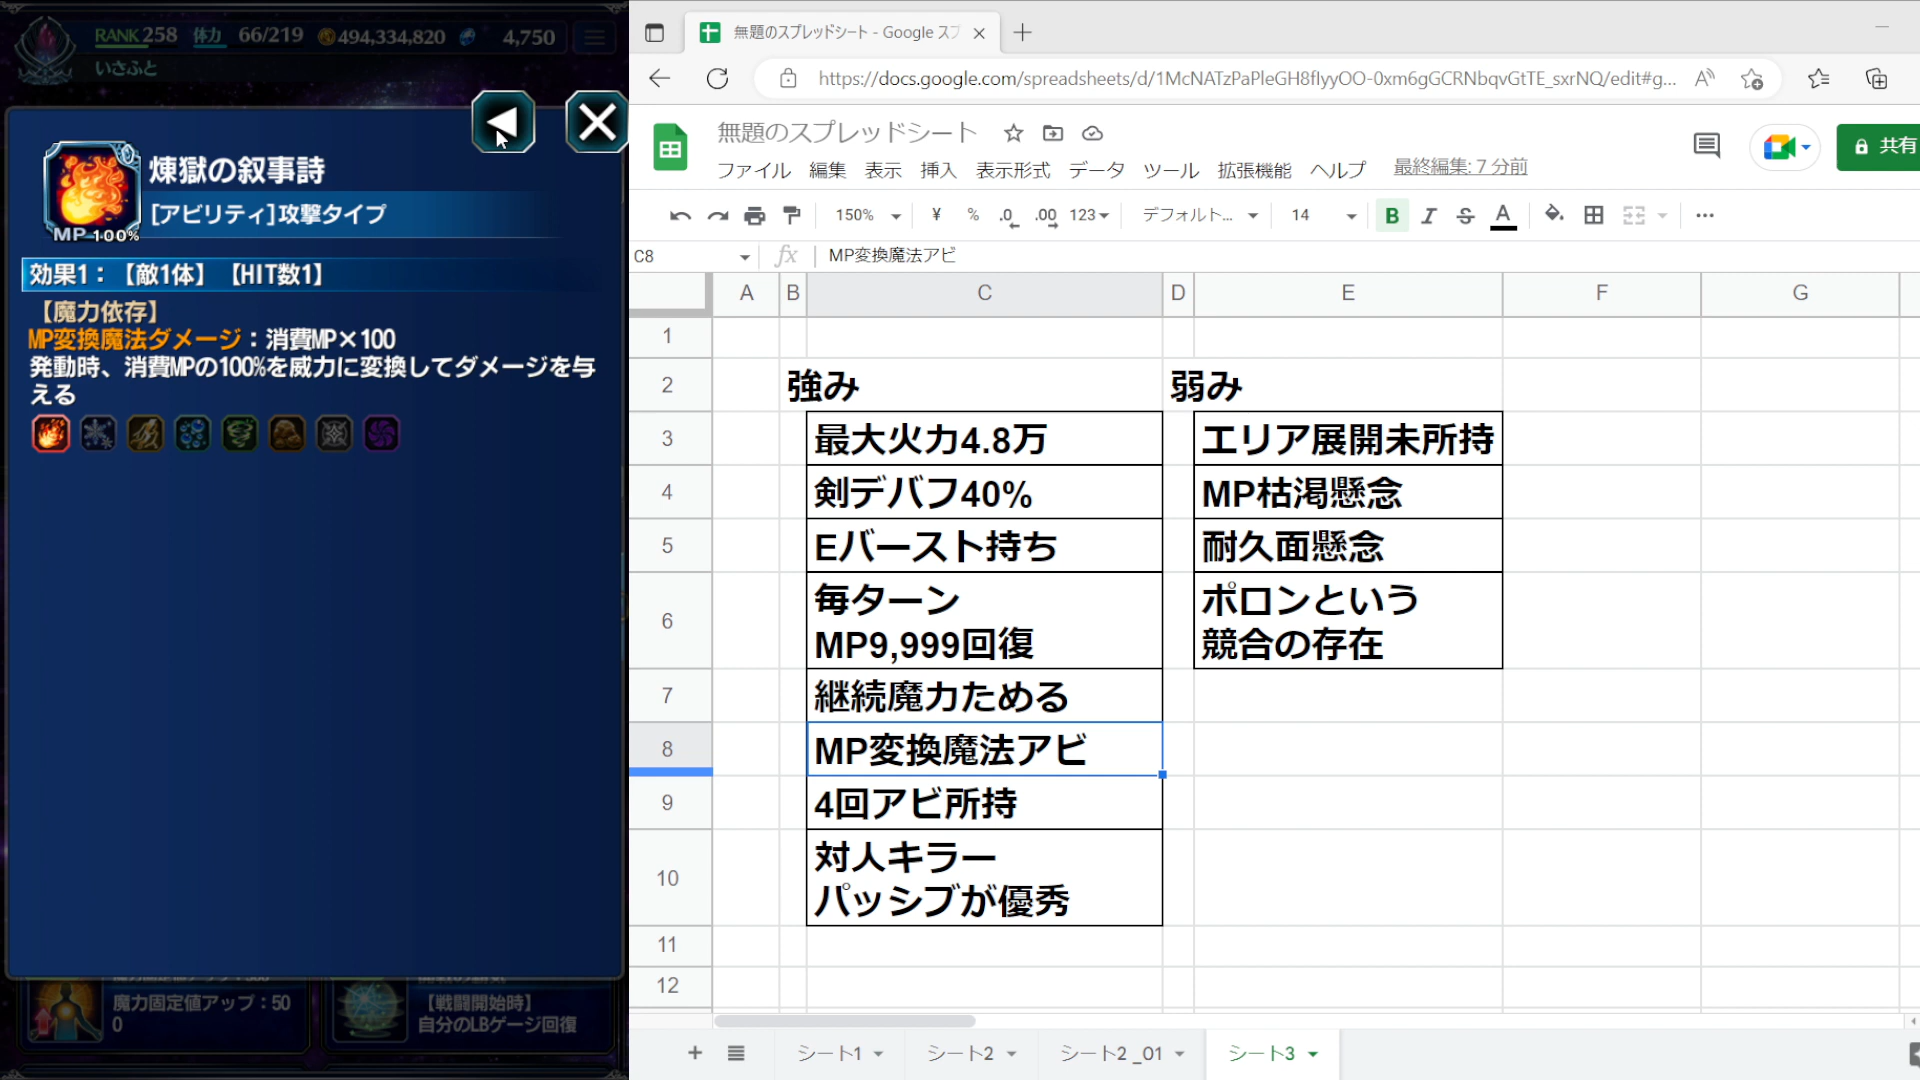 RANK 258 体力 66/219 494,334,820 4,750
いさふと
煉獄の叙事詩
[アビリティ]攻撃タイプ
MP 100%
効果1：【敵1体】【HIT数1】
【魔力依存】
MP変換魔法ダメージ：消費MP×100
発動時、消費MPの100%を威力に変換してダメージを与
える
魔力固定値アップ：50
0
【戦闘開始時】
自分のLBゲージ回復
無題のスプレッドシート - Google スプ
https://docs.google.com/spreadsheets/d/1McNATzPaPleGH8flyyOO-0xm6gGCRNbqvGtTE_sxrNQ/edit#g...
無題のスプレッドシート
ファイル 編集 表示 挿入 表示形式 データ ツール 拡張機能 ヘルプ 最終編集: 7 分前
共有
150% ¥ % .0 .00 123 デフォルト... 14 B I S A
C8 fx MP変換魔法アビ
A B C D E F G
1
2 強み 弱み
3 最大火力4.8万 エリア展開未所持
4 剣デバフ40% MP枯渇懸念
5 Eバースト持ち 耐久面懸念
6 毎ターン ポロンという
MP9,999回復 競合の存在
7 継続魔力ためる
8 MP変換魔法アビ
9 4回アビ所持
10 対人キラー
パッシブが優秀
11
12
シート1 シート2 シート2 _01 シート3